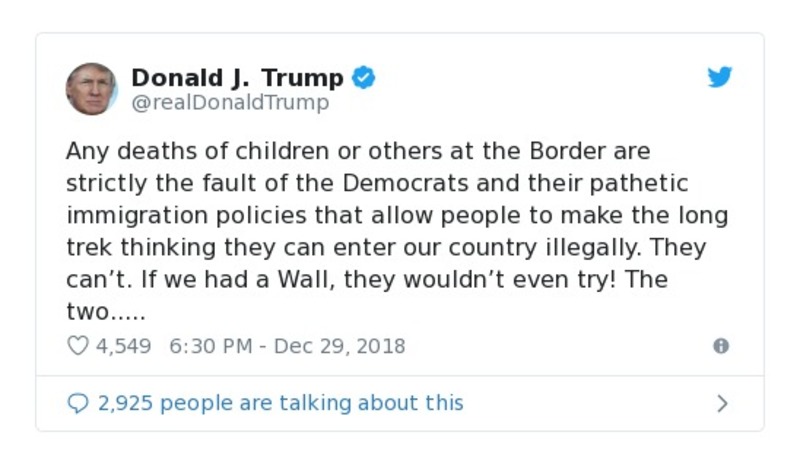 Donald J. Trump
@realDonaldTrump
Any deaths of children or others at the Border are
strictly the fault of the Democrats and their pathetic
immigration policies that allow people to make the long
trek thinking they can enter our country illegally. They
can’t. If we had a Wall, they wouldn’t even try! The
two.....
4,549 6:30 PM - Dec 29, 2018
2,925 people are talking about this